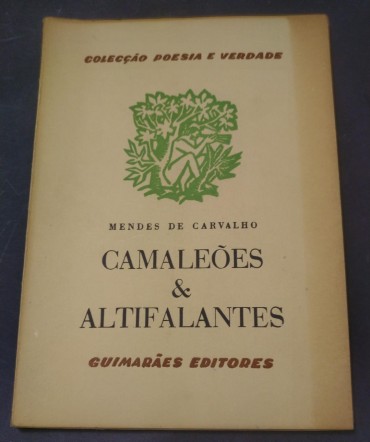 COLECÇÃO POESIA E VERDADE
MENDES DE CARVALHO
CAMALEÕES
&
ALTIFALANTES
GUIMARÃES EDITORES